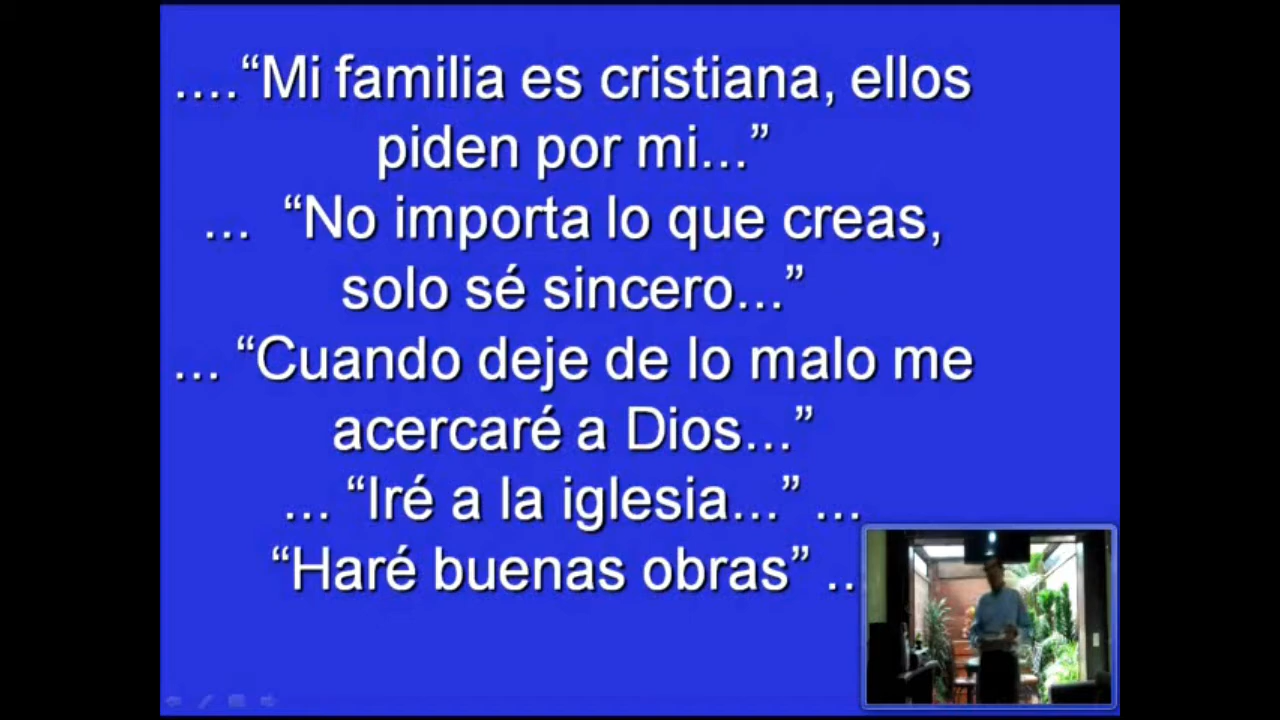 ....“Mi familia es cristiana, ellos
piden por mi...”
... “No importa lo que creas,
solo sé sincero...”
... “Cuando deje de lo malo me
acercaré a Dios...”
... “Iré a la iglesia...” ...
“Haré buenas obras” ..